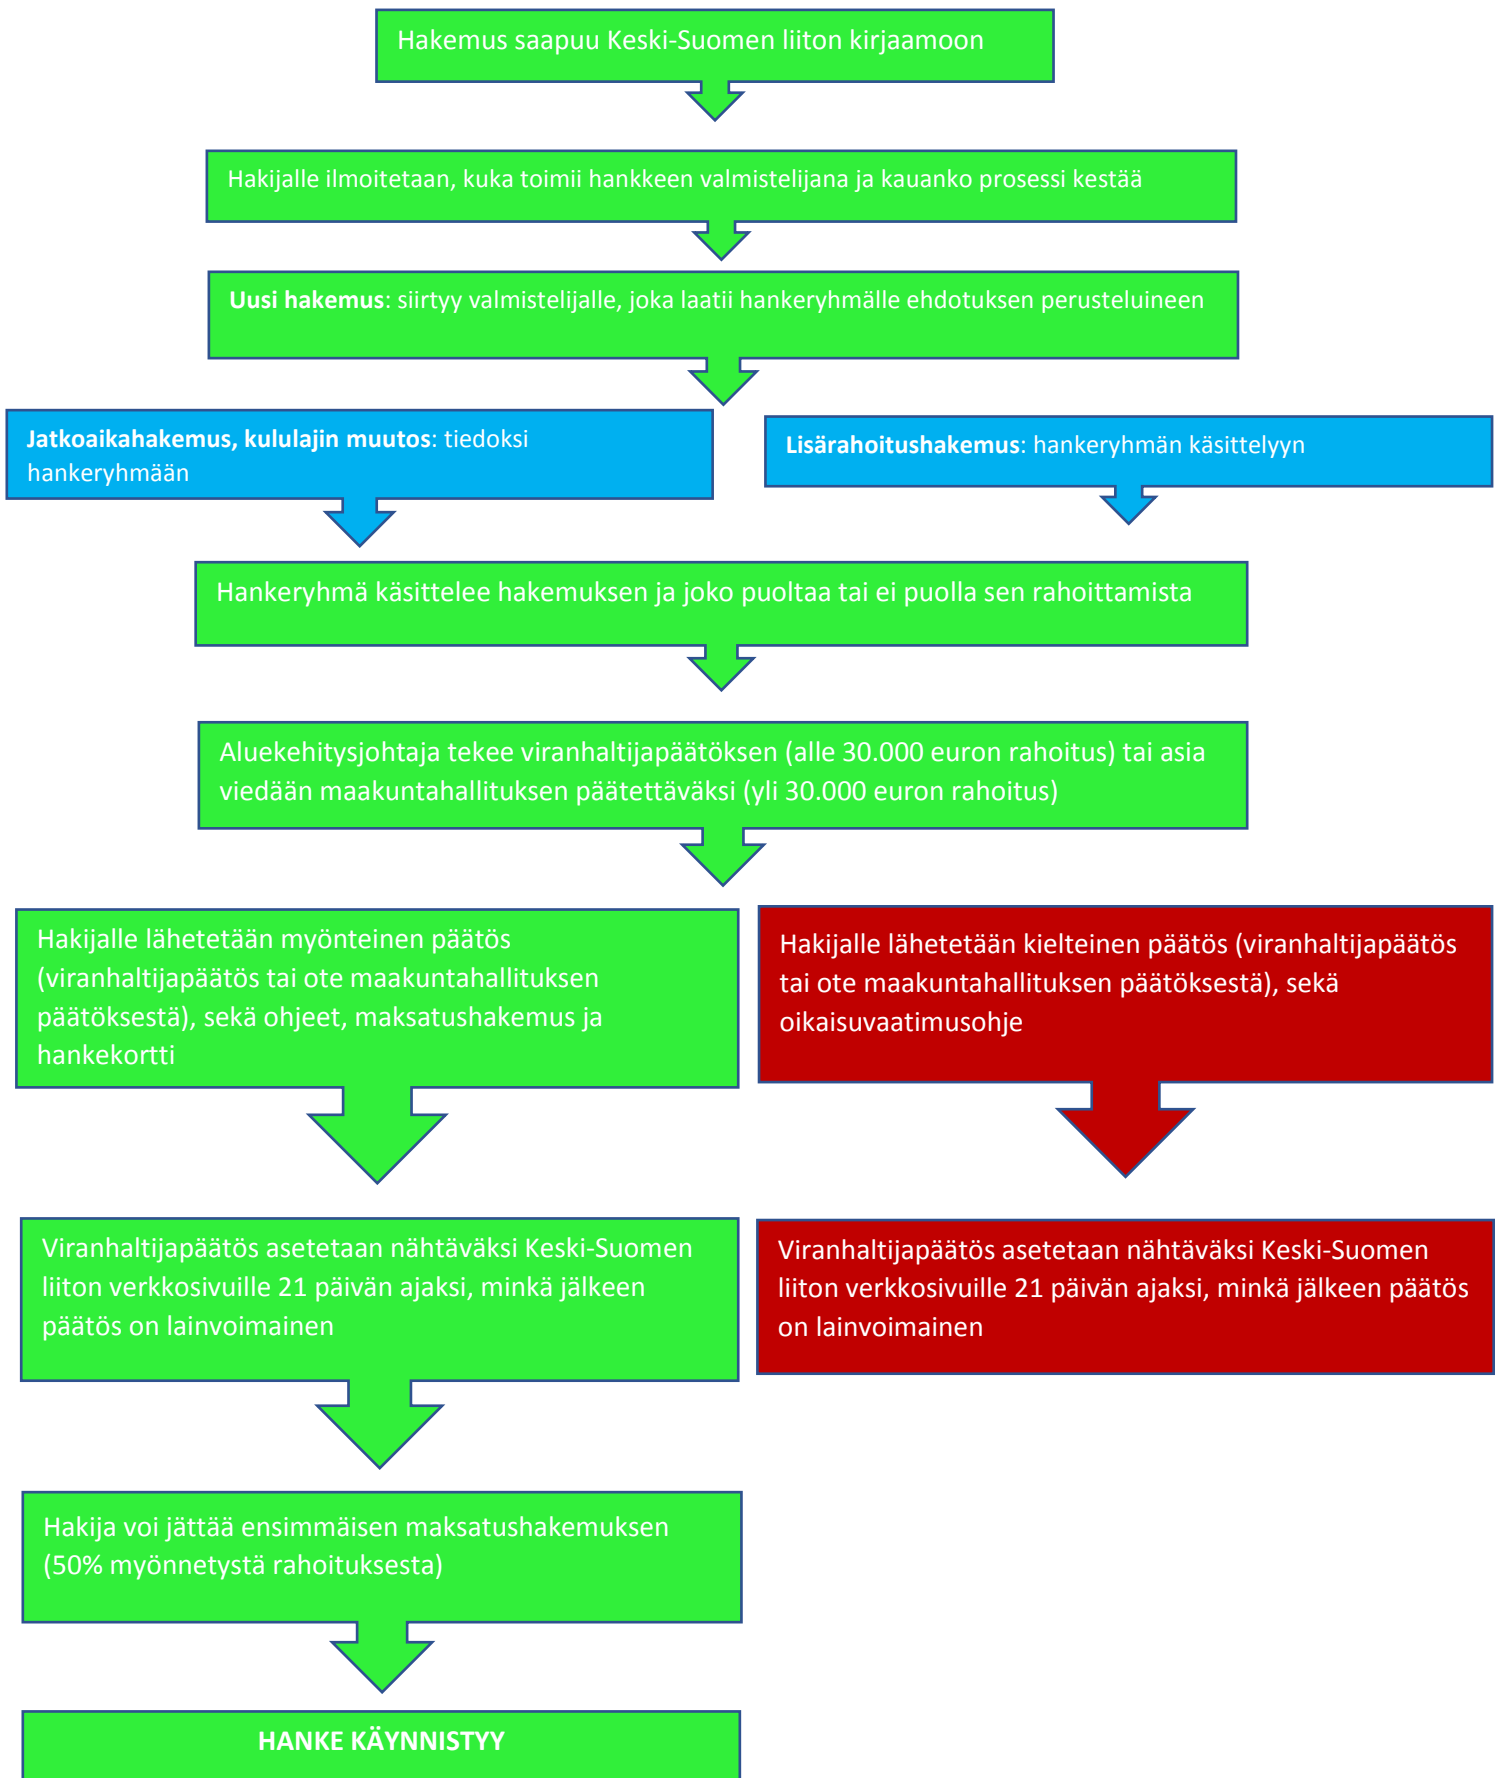 Hakemus saapuu Keski-Suomen liiton kirjaamoon
Hakijalle ilmoitetaan, kuka toimii hankkeen valmistelijana ja kauanko prosessi kestää
Uusi hakemus: siirtyy valmistelijalle, joka laatii hankeryhmälle ehdotuksen perusteluineen
Jatkoaikahakemus, kululajin muutos: tiedoksi
hankeryhmään
Lisärahoitushakemus: hankeryhmän käsittelyyn
Hankeryhmä käsittelee hakemuksen ja joko puoltaa tai ei puolla sen rahoittamista
Aluekehitysjohtaja tekee viranhaltijapäätöksen (alle 30.000 euron rahoitus) tai asia
viedään maakuntahallituksen päätettäväksi (yli 30.000 euron rahoitus)
Hakijalle lähetetään myönteinen päätös
(viranhaltijapäätös tai ote maakuntahallituksen
päätöksestä), sekä ohjeet, maksatushakemus ja
hankekortti
Hakijalle lähetetään kielteinen päätös (viranhaltijapäätös
tai ote maakuntahallituksen päätöksestä), sekä
oikaisuvaatimusohje
Viranhaltijapäätös asetetaan nähtäväksi Keski-Suomen
liiton verkkosivuille 21 päivän ajaksi, minkä jälkeen
päätös on lainvoimainen
Viranhaltijapäätös asetetaan nähtäväksi Keski-Suomen
liiton verkkosivuille 21 päivän ajaksi, minkä jälkeen päätös
on lainvoimainen
Hakija voi jättää ensimmäisen maksatushakemuksen
(50% myönnetystä rahoituksesta)
HANKE KÄYNNISTYY